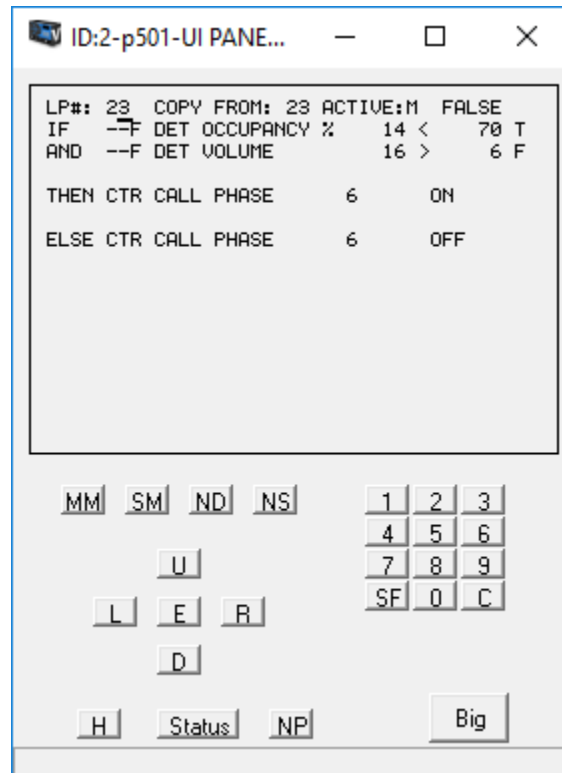 ID:2-p501-UI PANE...
LP#: 23 COPY FROM: 23 ACTIVE:M FALSE
IF --F DET OCCUPANCY % 14 < 70 T
AND --F DET VOLUME 16 > 6 F
THEN CTR CALL PHASE 6 ON
ELSE CTR CALL PHASE 6 OFF
MM SM ND NS 1 2 3
4 5 6
U 7 8 9
L E R SF 0 C
D
H Status NP Big